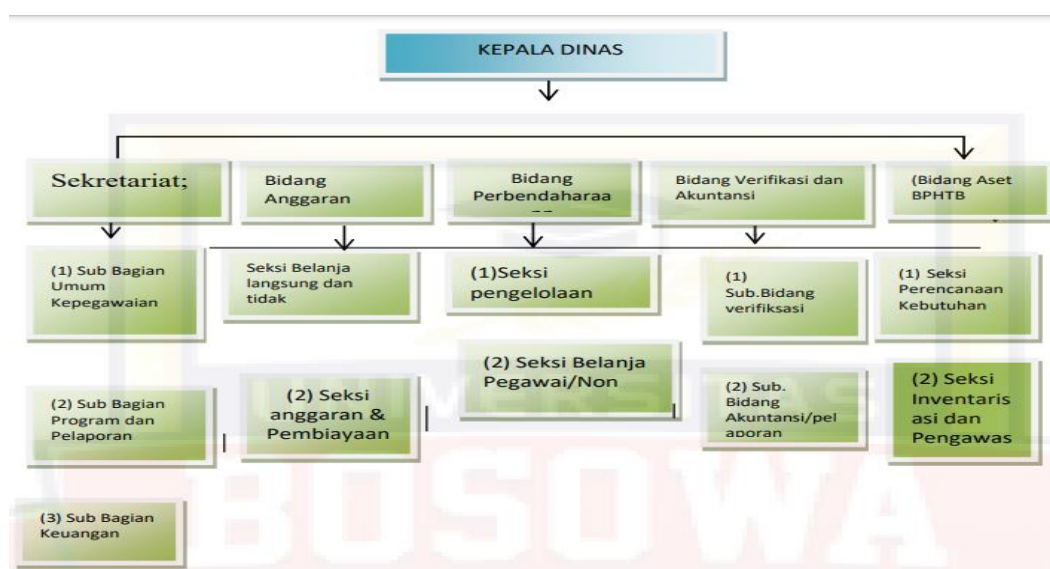 KEPALA DINAS
Sekretariat;
Bidang
Anggaran
Bidang
Perbendaharaa
Bidang Verifikasi dan
Akuntansi
(Bidang Aset
BPHTB
(1) Sub Bagian
Umum
Kepegawaian
Seksi Belanja
langsung dan
tidak
(1)Seksi
pengelolaan
(1)
Sub.Bidang
verifiksasi
(1) Seksi
Perencanaan
Kebutuhan
(2) Sub Bagian
Program dan
Pelaporan
(2) Seksi
anggaran &
Pembiayaan
(2) Seksi Belanja
Pegawai/Non
(2) Sub.
Bidang
Akuntansi/pel
aporan
(2) Seksi
Inventaris
asi dan
Pengawas
(3) Sub Bagian
Keuangan
UNIVERSITAS
BOSOWA